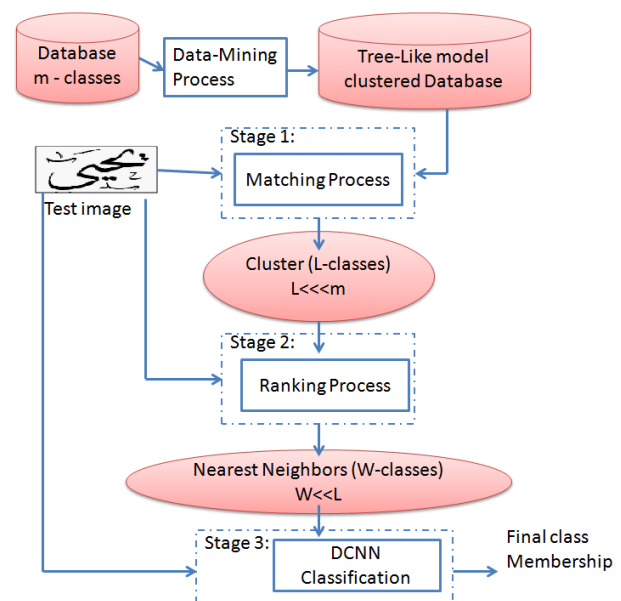 Database
m - classes
Data-Mining
Process
Tree-Like model
clustered Database
Stage 1:
Matching Process
يحيى
Test image
Cluster (L-classes)
L<<<m
Stage 2:
Ranking Process
Nearest Neighbors (W-classes)
W<<L
Stage 3:
DCNN
Classification
Final class
Membership